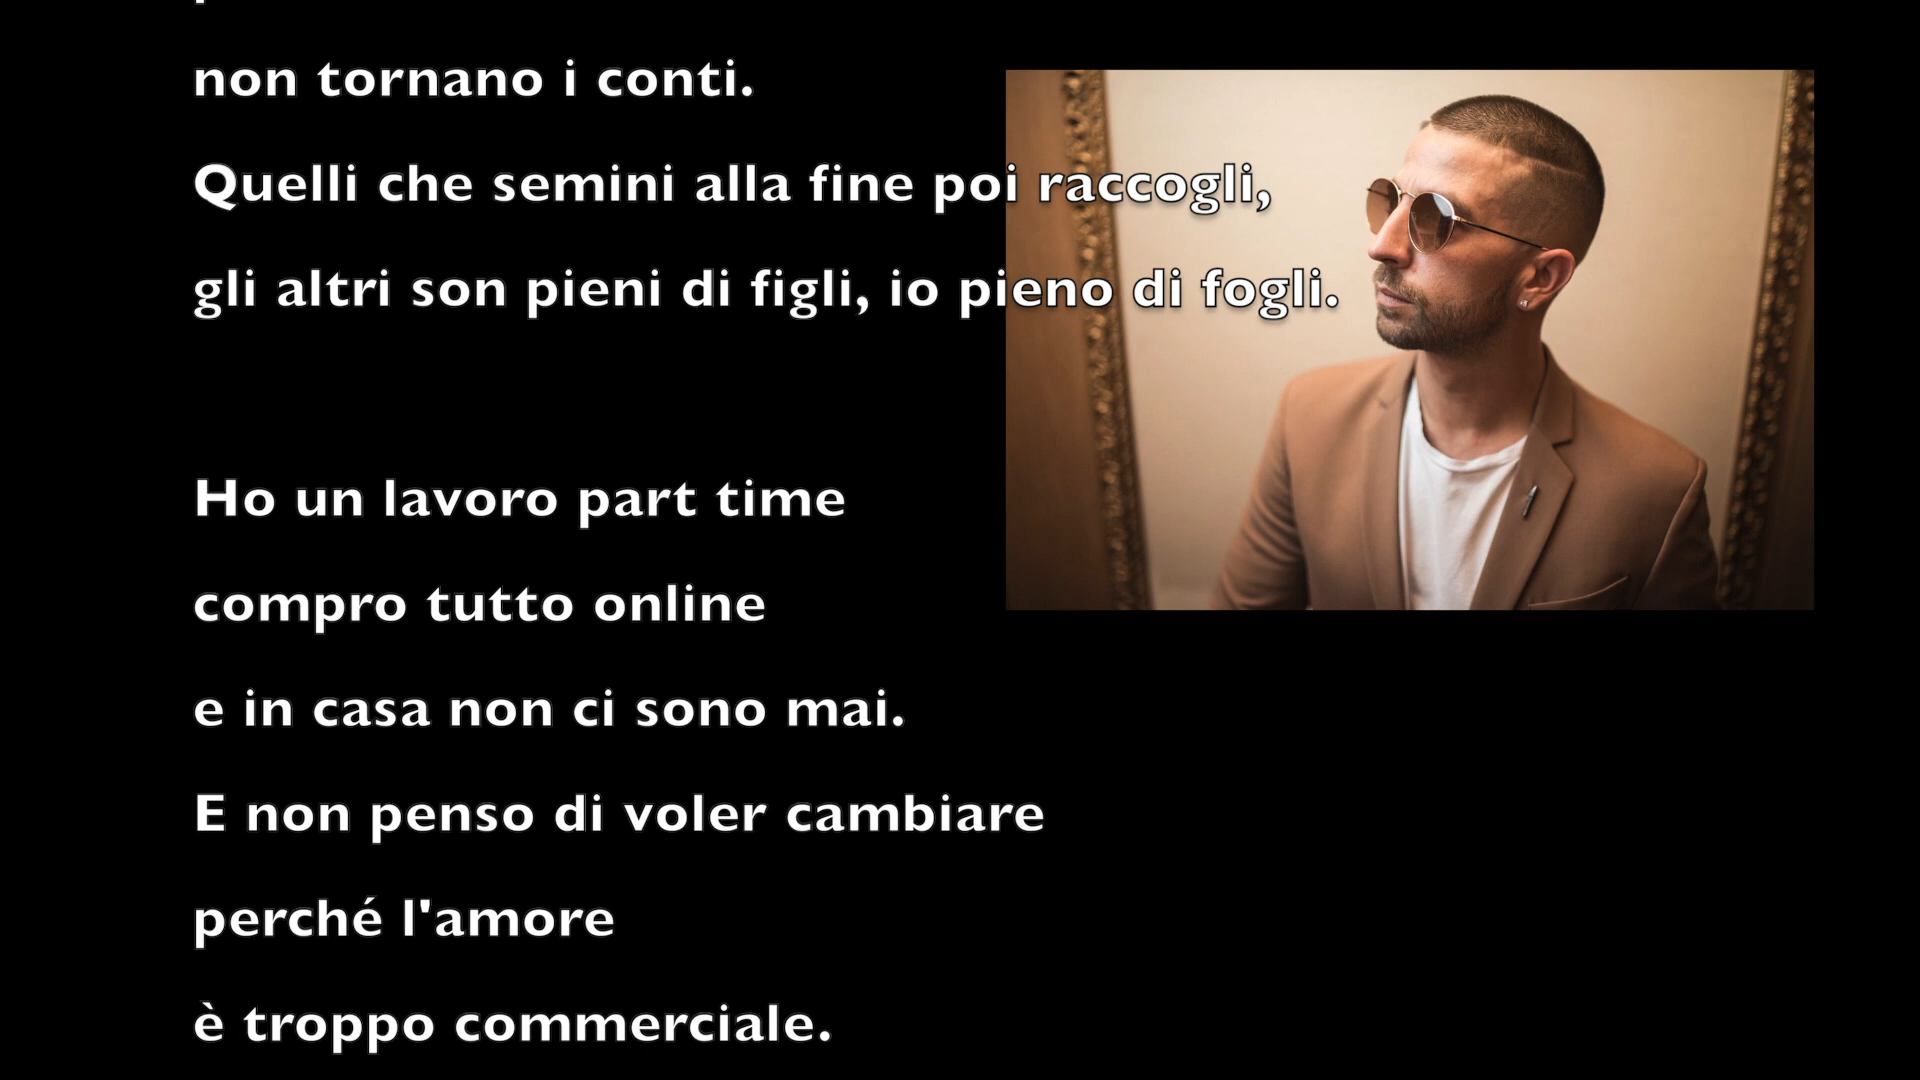 non tornano i conti.
Quelli che semini alla fine poi raccogli,
gli altri son pieni di figli, io pieno di fogli.
Ho un lavoro part time
compro tutto online
e in casa non ci sono mai.
E non penso di voler cambiare
perché l'amore
è troppo commerciale.